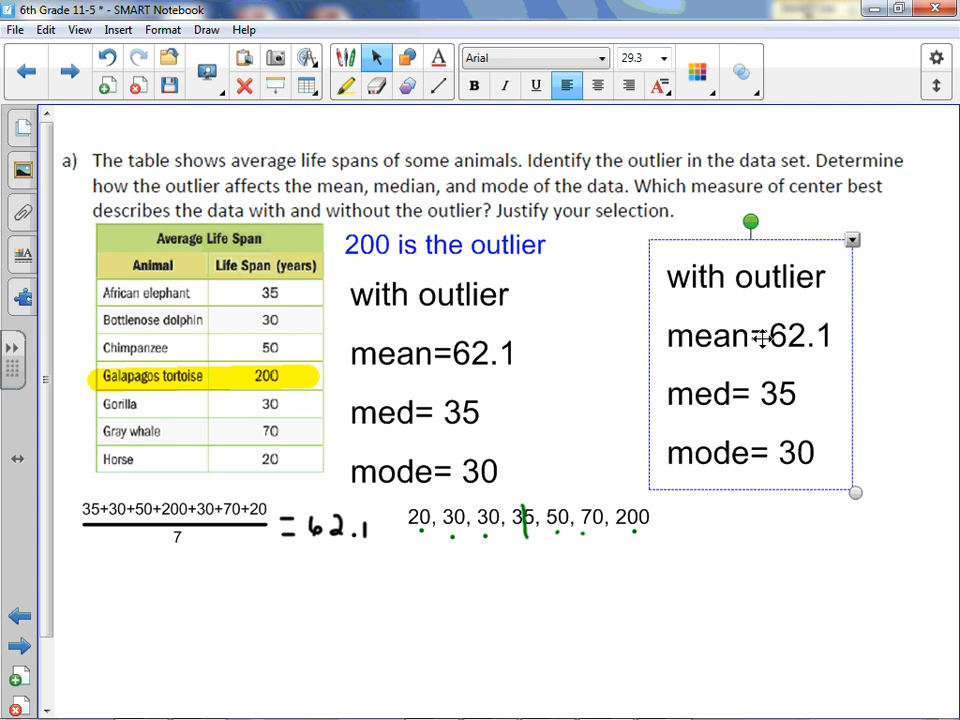 6th Grade 11-5 * - SMART Notebook
File Edit View Insert Format Draw Help
Arial 29.3
B I U
a) The table shows average life spans of some animals. Identify the outlier in the data set. Determine
how the outlier affects the mean, median, and mode of the data. Which measure of center best
describes the data with and without the outlier? Justify your selection.
Average Life Span
Animal Life Span (years)
African elephant 35
Bottlenose dolphin 30
Chimpanzee 50
Galapagos tortoise 200
Gorilla 30
Gray whale 70
Horse 20
200 is the outlier
with outlier
mean=62.1
med= 35
mode= 30
with outlier
mean=62.1
med= 35
mode= 30
35+30+50+200+30+70+20
7
= 62.1
20, 30, 30, 35, 50, 70, 200